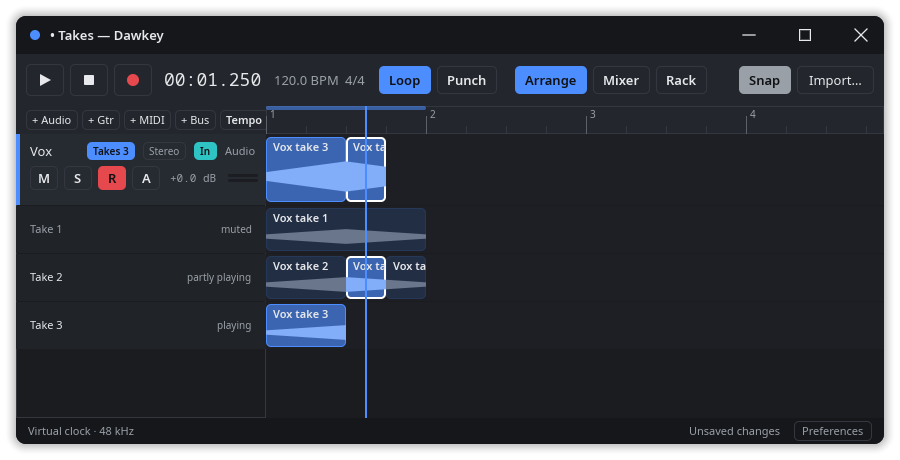 • Takes — Dawkey
00:01.250 120.0 BPM 4/4 Loop Punch Arrange Mixer Rack Snap Import...
+ Audio + Gtr + MIDI + Bus Tempo 1 2 3 4
Vox Takes 3 Stereo In Audio Vox take 3 Vox ta
M S R A +0.0 dB
Take 1 muted Vox take 1
Take 2 partly playing Vox take 2 Vox ta Vox ta
Take 3 playing Vox take 3
Virtual clock · 48 kHz Unsaved changes Preferences